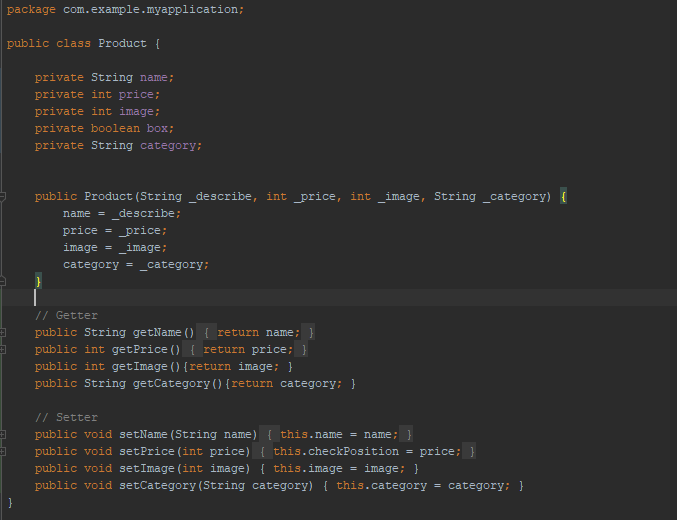 package com.example.myapplication;
public class Product {
private String name;
private int price;
private int image;
private boolean box;
private String category;
public Product(String _describe, int _price, int _image, String _category) {
name = _describe;
price = _price;
image = _image;
category = _category;
}
// Getter
public String getName() { return name; }
public int getPrice() { return price; }
public int getImage(){return image; }
public String getCategory(){return category; }
// Setter
public void setName(String name) { this.name = name; }
public void setPrice(int price) { this.checkPosition = price; }
public void setImage(int image) { this.image = image; }
public void setCategory(String category) { this.category = category; }
}